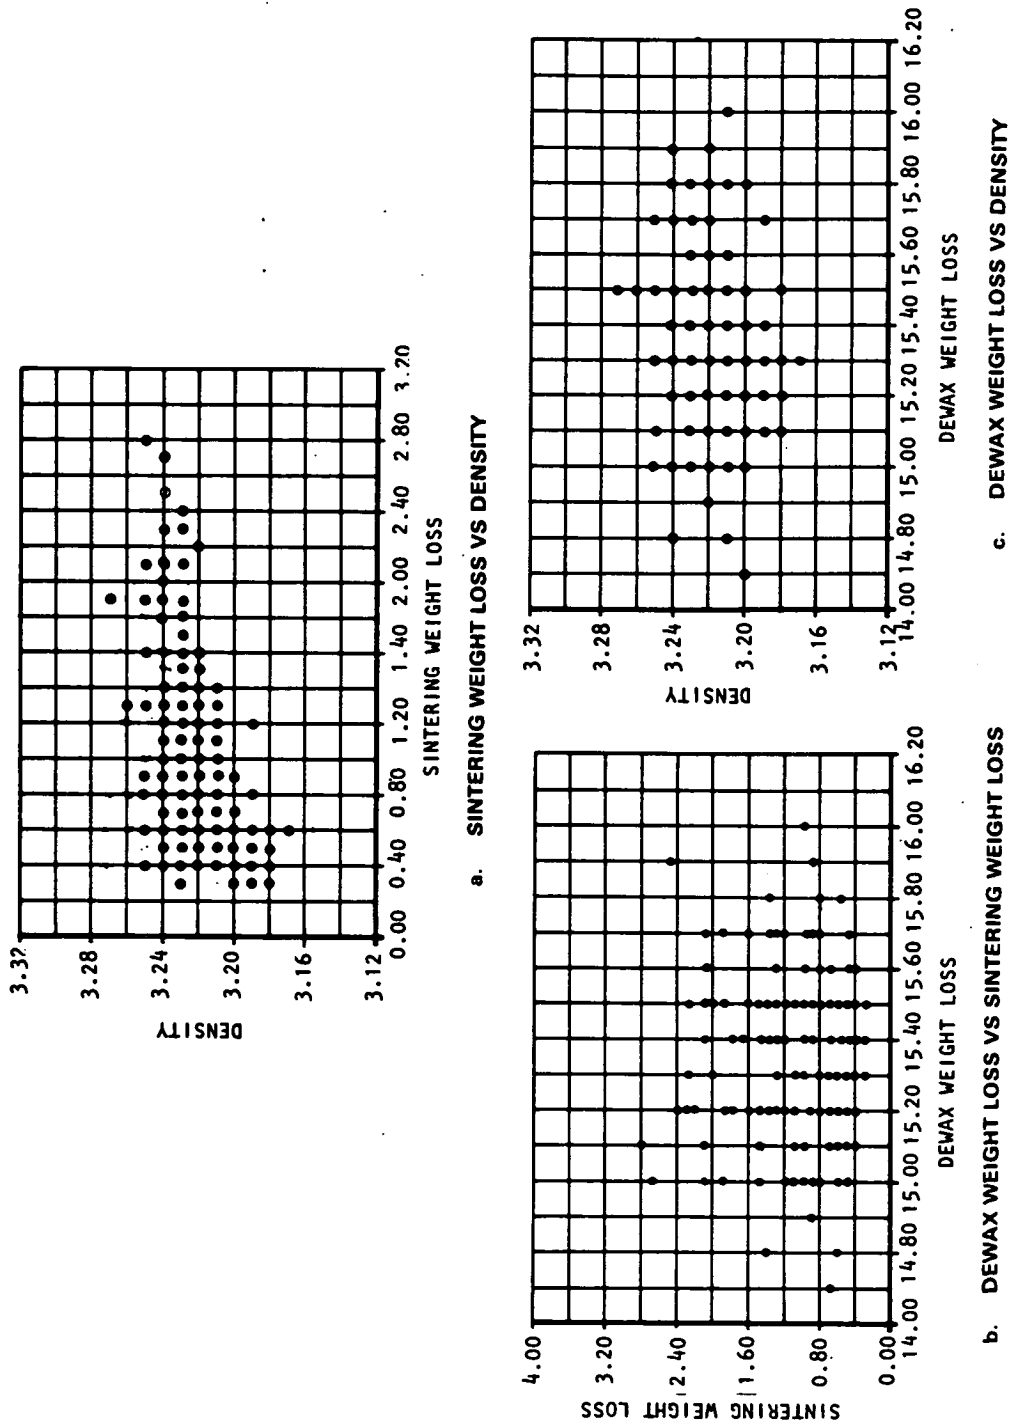 DENSITY
3.32
3.28
3.24
3.20
3.16
3.12
0.00 0.40 0.80 1.20 1.40 2.00 2.00 2.40 2.80 3.20
SINTERING WEIGHT LOSS
a. SINTERING WEIGHT LOSS VS DENSITY
SINTERING WEIGHT LOSS
4.00
3.20
2.40
1.60
0.80
0.00
14.00 14.80 15.00 15.20 15.40 15.60 15.80 16.00 16.20
DEWAX WEIGHT LOSS
b. DEWAX WEIGHT LOSS VS SINTERING WEIGHT LOSS
DENSITY
3.32
3.28
3.24
3.20
3.16
3.12
14.00 14.80 15.00 15.20 15.40 15.60 15.80 16.00 16.20
DEWAX WEIGHT LOSS
c. DEWAX WEIGHT LOSS VS DENSITY